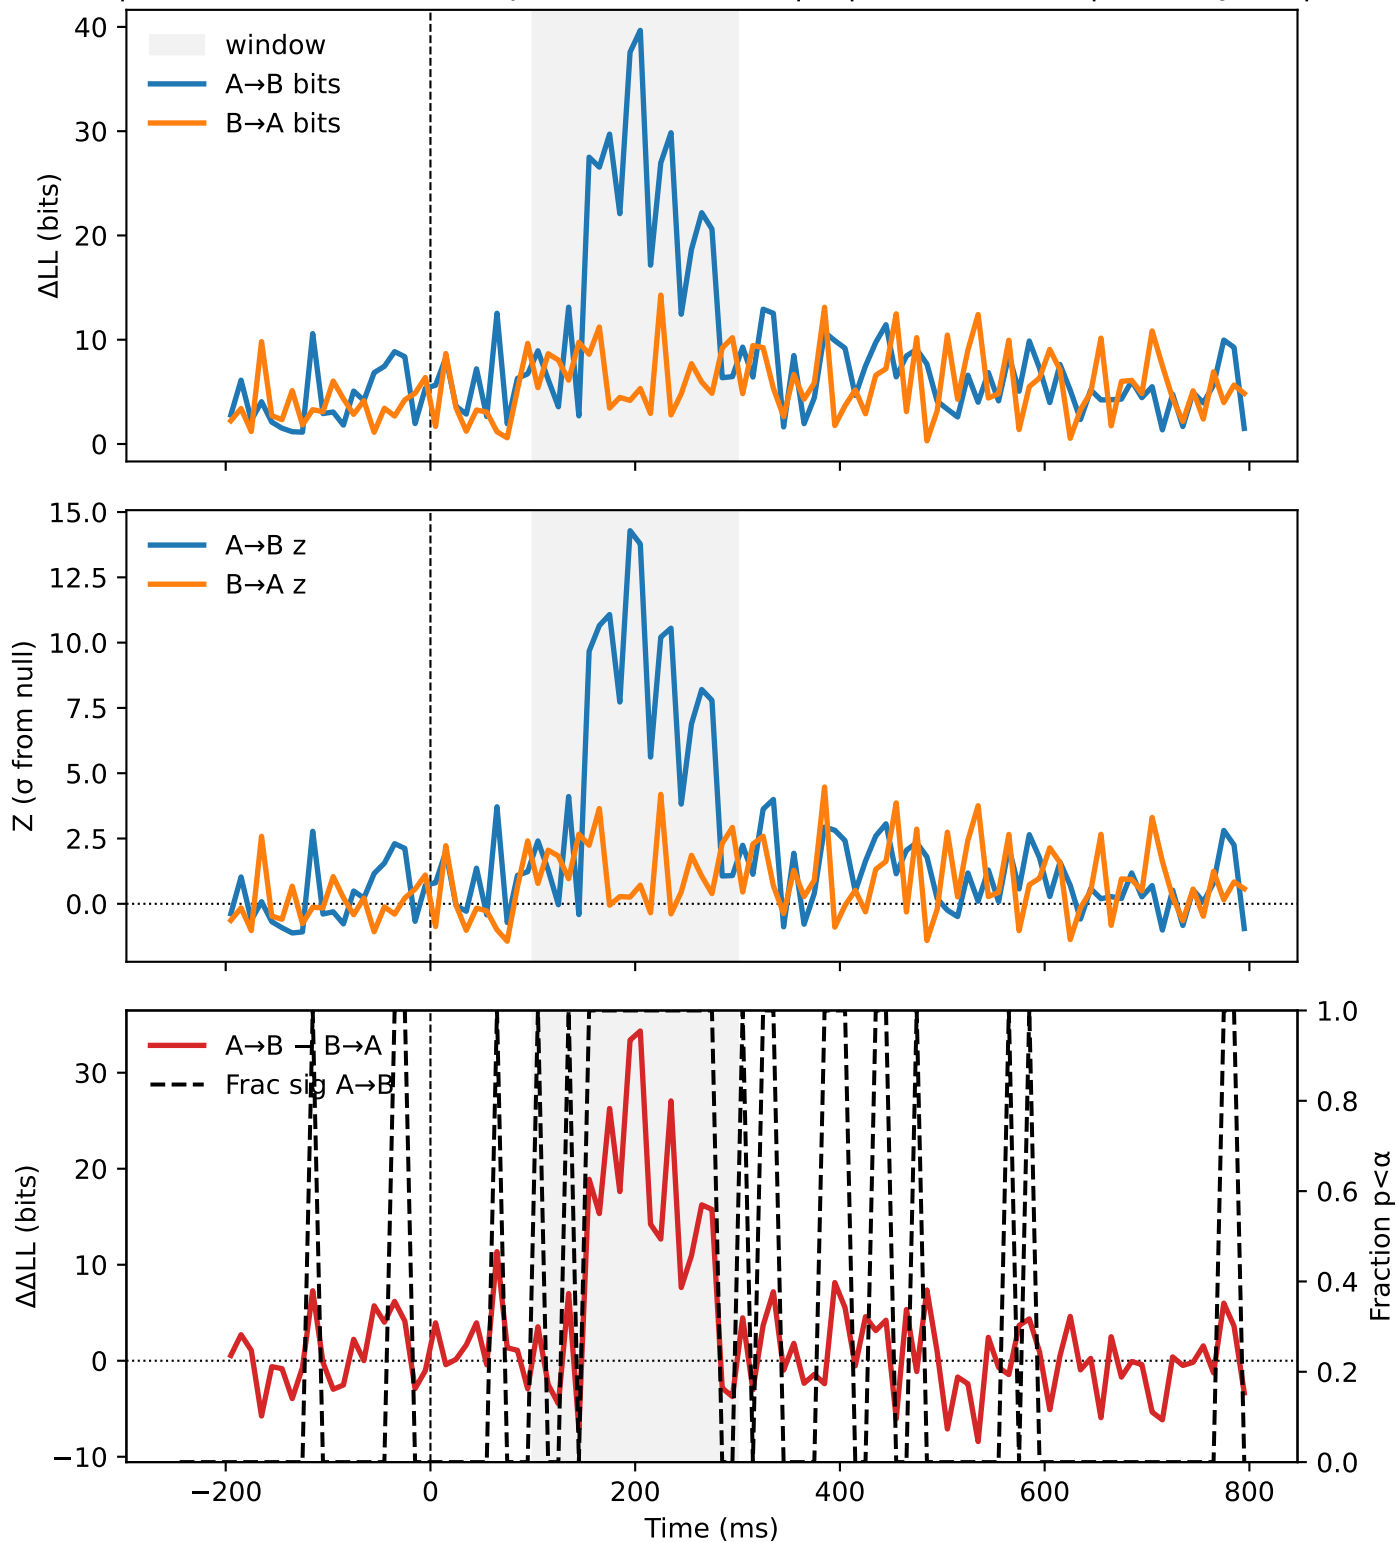 40
30
20
10
0
ΔLL (bits)
window
A→B bits
B→A bits
15.0
12.5
10.0
7.5
5.0
2.5
0.0
Z (σ from null)
A→B z
B→A z
30
20
10
0
−10
ΔΔLL (bits)
A→B − B→A
Frac sig A→B
1.0
0.8
0.6
0.4
0.2
0.0
Fraction p<α
−200 0 200 400 600 800
Time (ms)